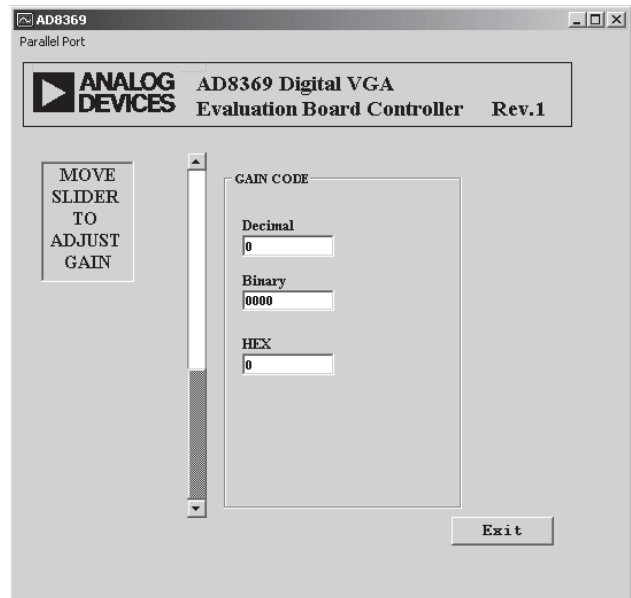 AD8369
Parallel Port
ANALOG
DEVICES
AD8369 Digital VGA
Evaluation Board Controller Rev.1
MOVE
SLIDER
TO
ADJUST
GAIN
GAIN CODE
Decimal
0
Binary
0000
HEX
0
Exit